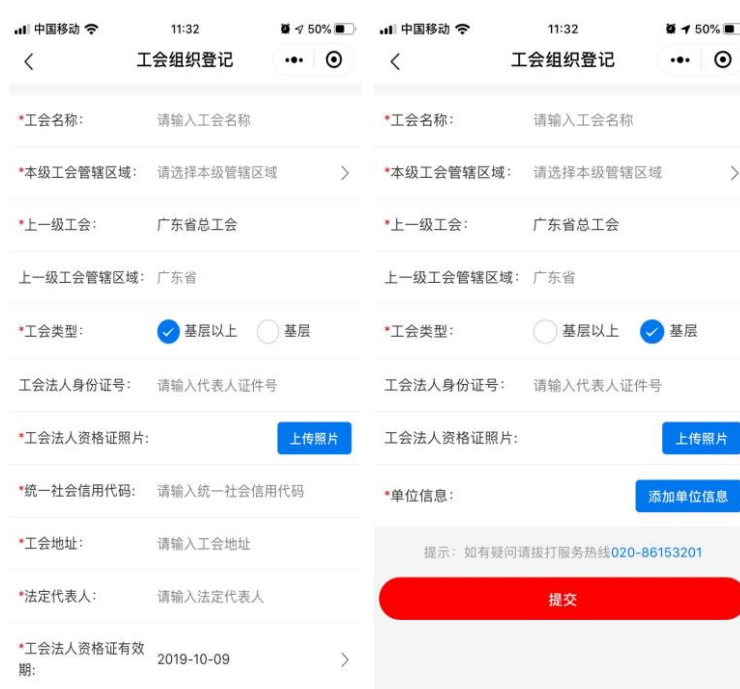 中国移动 11:32 50%
工会组织登记
*工会名称: 请输入工会名称
*本级工会管辖区域: 请选择本级管辖区域
*上一级工会: 广东省总工会
上一级工会管辖区域: 广东省
*工会类型: 基层以上 基层
工会法人身份证号: 请输入代表人证件号
*工会法人资格证照片: 上传照片
*统一社会信用代码: 请输入统一社会信用代码
*工会地址: 请输入工会地址
*法定代表人: 请输入法定代表人
*工会法人资格证有效
期: 2019-10-09
中国移动 11:32 50%
工会组织登记
*工会名称: 请输入工会名称
*本级工会管辖区域: 请选择本级管辖区域
*上一级工会: 广东省总工会
上一级工会管辖区域: 广东省
*工会类型: 基层以上 基层
工会法人身份证号: 请输入代表人证件号
工会法人资格证照片: 上传照片
*单位信息: 添加单位信息
提示: 如有疑问请拔打服务热线020-86153201
提交